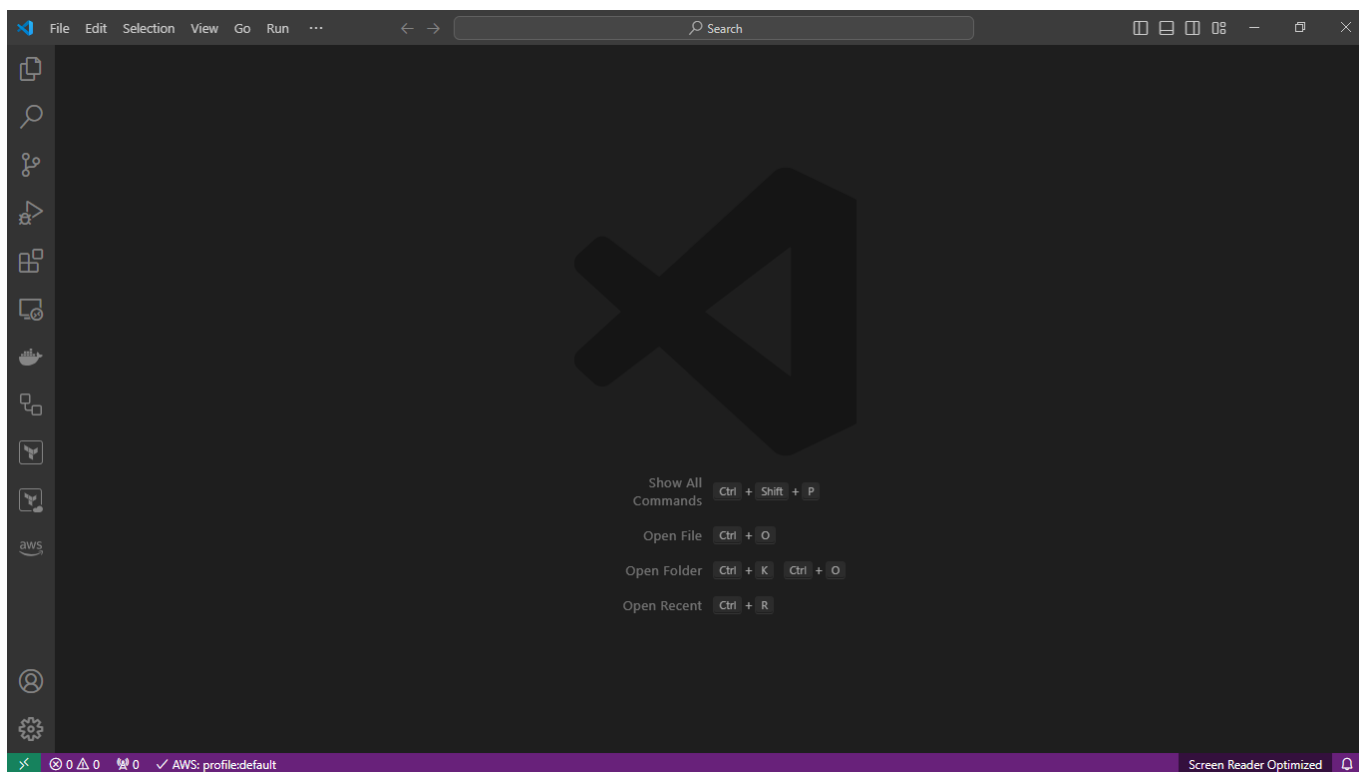 File Edit Selection View Go Run ··· Search
aws
Show All
Commands Ctrl + Shift + P
Open File Ctrl + O
Open Folder Ctrl + K Ctrl + O
Open Recent Ctrl + R
0 0 0 AWS: profile:default Screen Reader Optimized